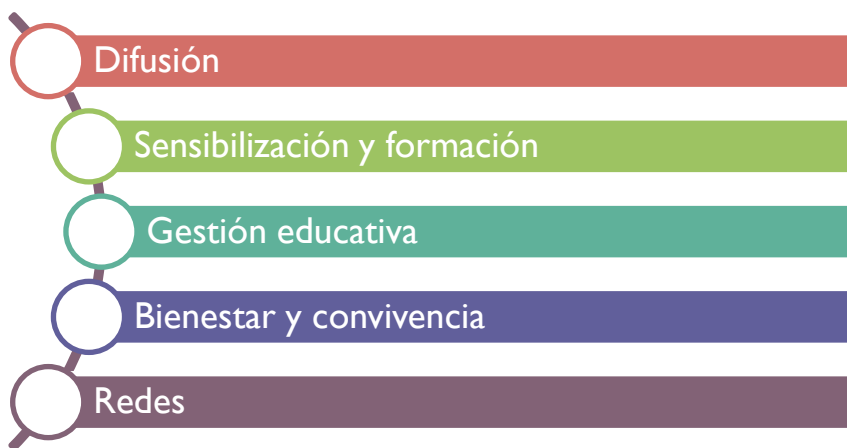 Difusión
Sensibilización y formación
Gestión educativa
Bienestar y convivencia
Redes